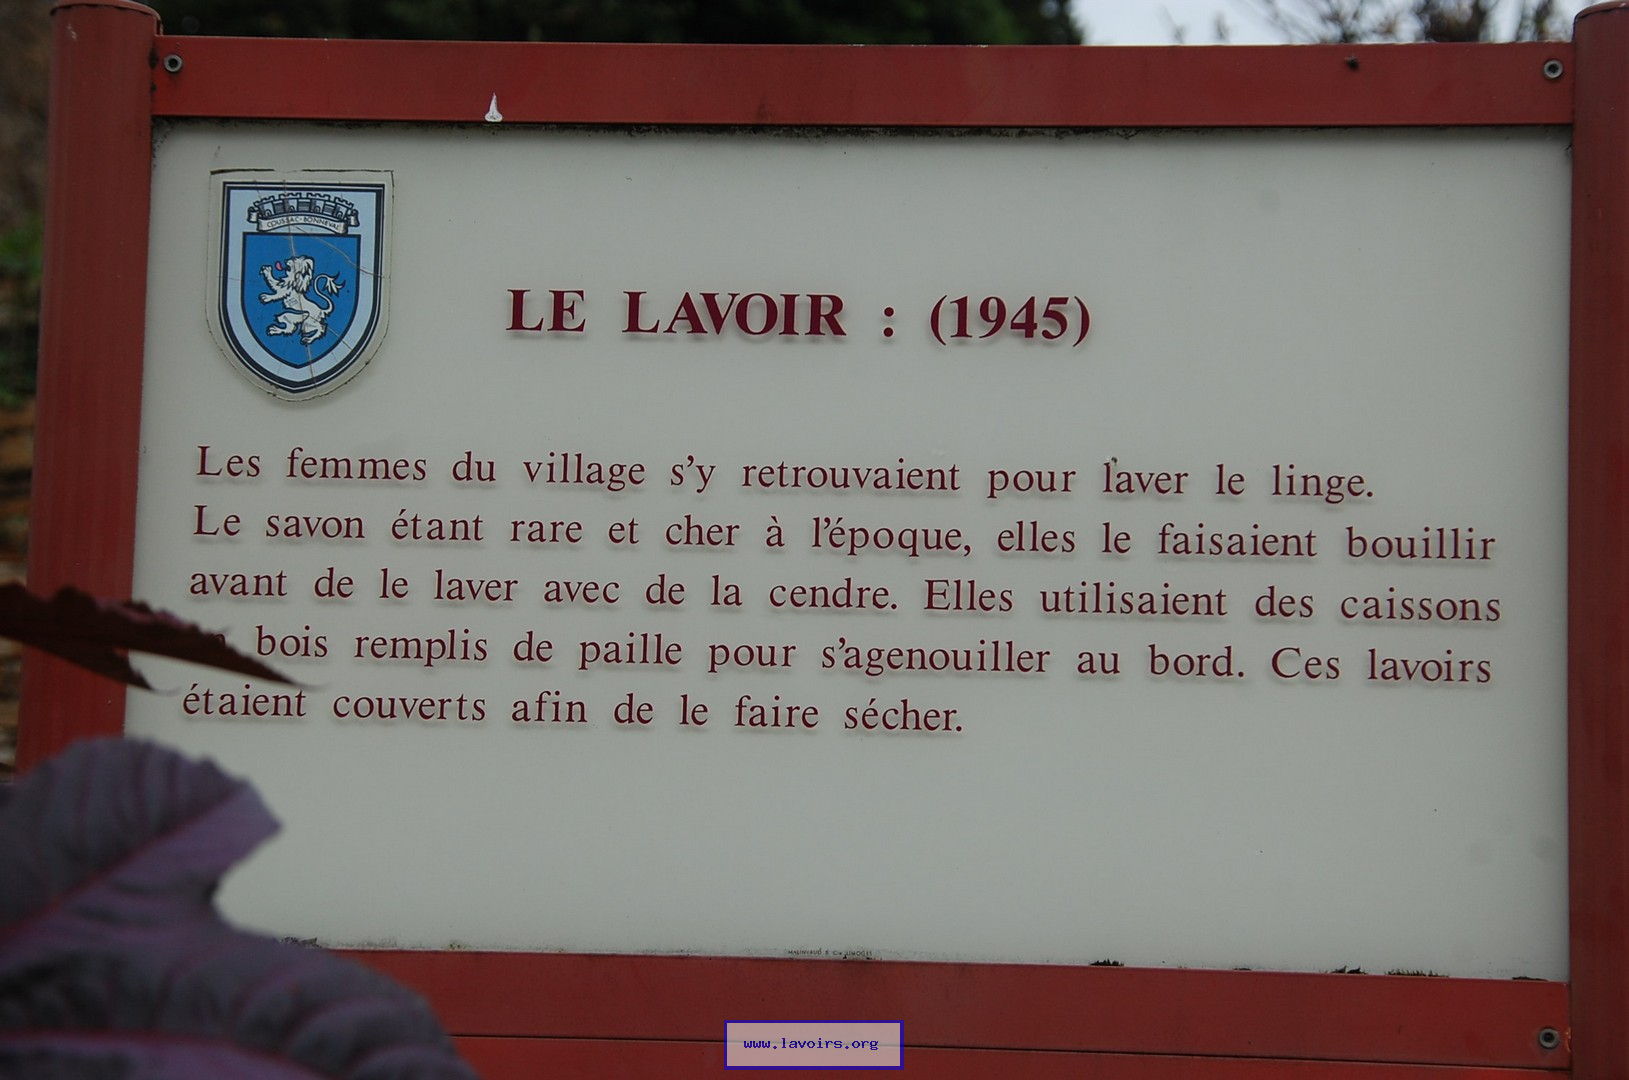 COUSSAC-BONNEVAL
LE LAVOIR : (1945)
Les femmes du village s'y retrouvaient pour laver le linge.
Le savon étant rare et cher à l'époque, elles le faisaient bouillir
avant de le laver avec de la cendre. Elles utilisaient des caissons
bois remplis de paille pour s'agenouiller au bord. Ces lavoirs
étaient couverts afin de le faire sécher.
www.lavoirs.org